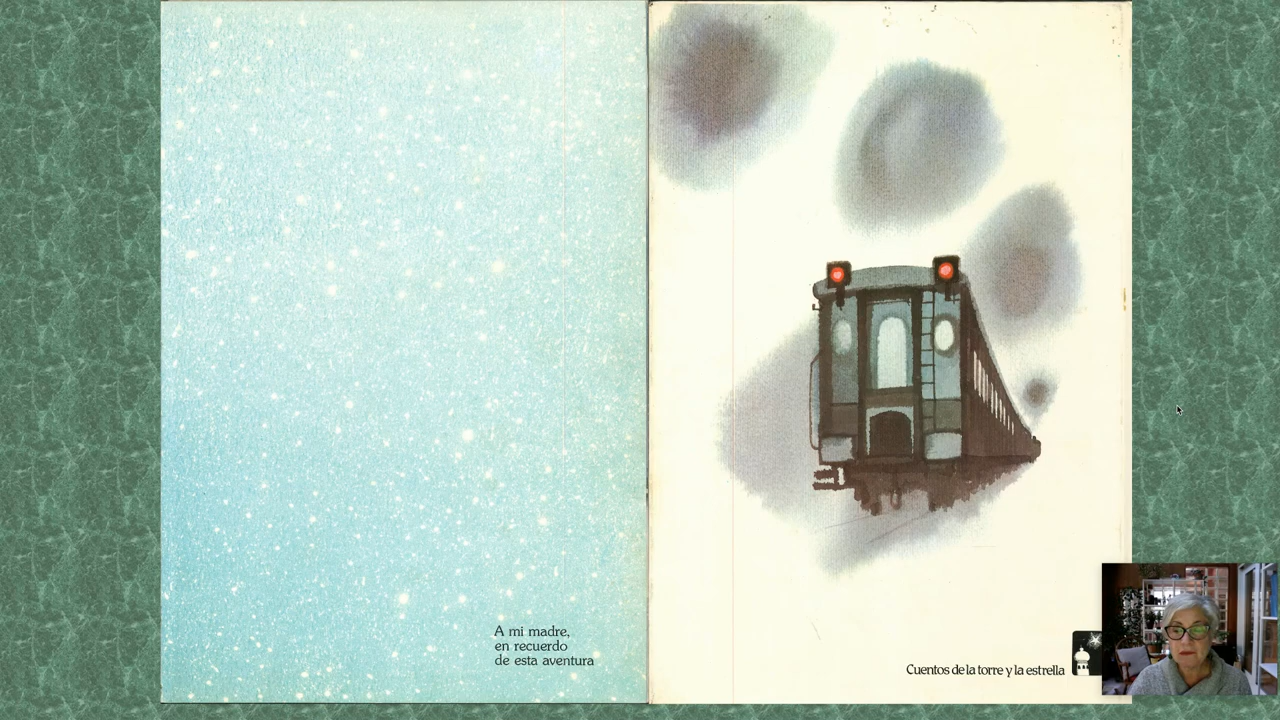 A mi madre,
en recuerdo
de esta aventura
Cuentos de la torre y la estrella